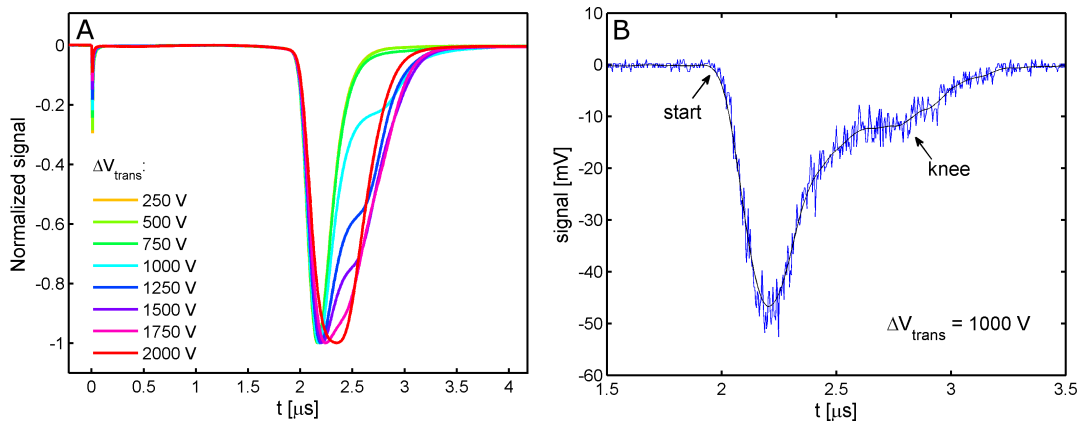 A
Normalized signal
0
-0.2
-0.4
-0.6
-0.8
-1
ΔV_trans:
250 V
500 V
750 V
1000 V
1250 V
1500 V
1750 V
2000 V
0 0.5 1 1.5 2 2.5 3 3.5 4
t [μs]
B
signal [mV]
10
0
-10
-20
-30
-40
-50
-60
start
knee
ΔV_trans = 1000 V
1.5 2 2.5 3 3.5
t [μs]